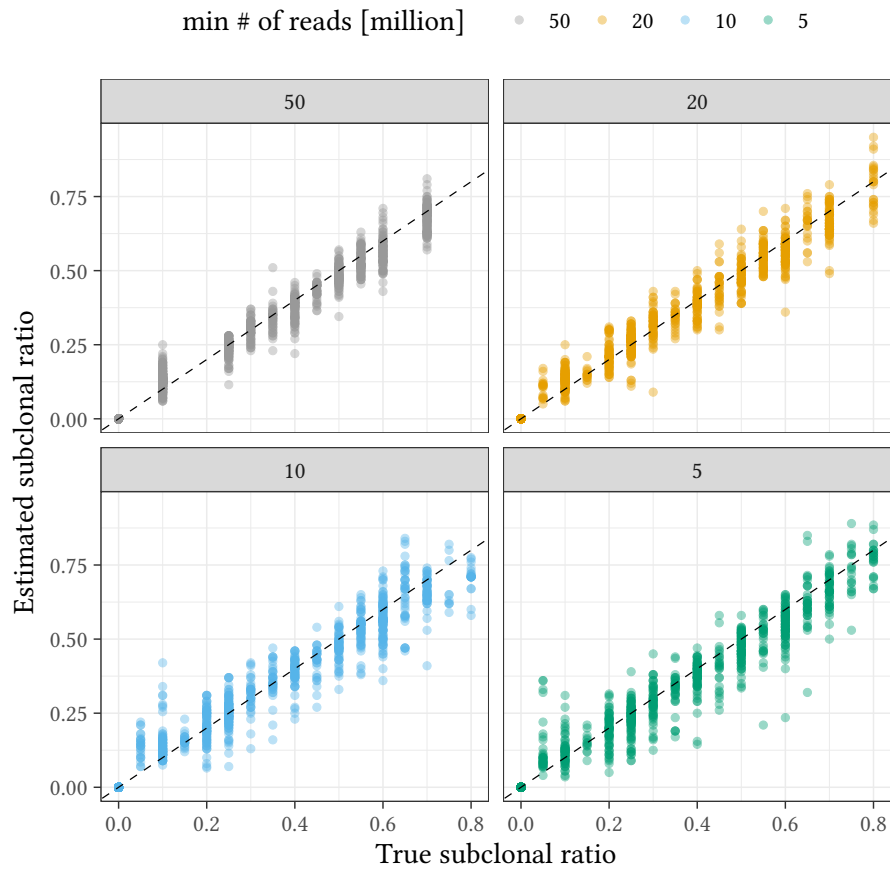 min # of reads [million] 50 20 10 5
50 20
0.75
0.50
0.25
0.00
10 5
0.75
0.50
0.25
0.00
0.0 0.2 0.4 0.6 0.8 0.0 0.2 0.4 0.6 0.8
True subclonal ratio
Estimated subclonal ratio